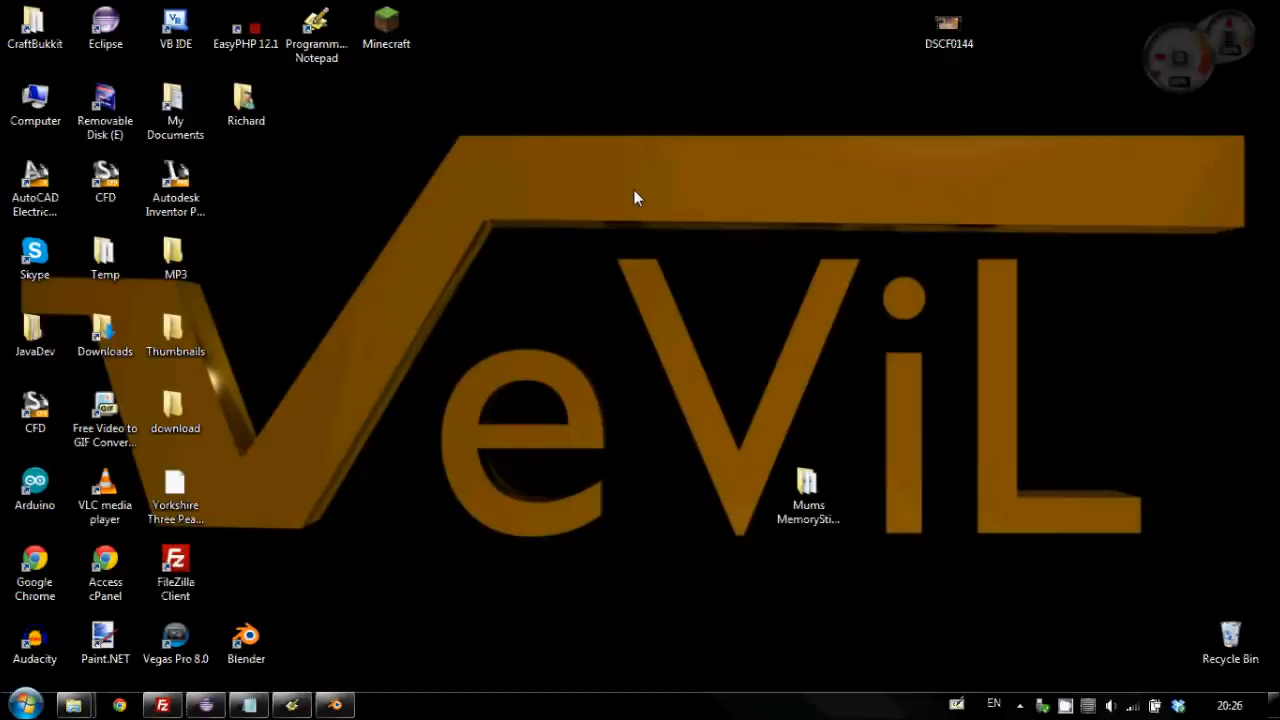 CraftBukkit
Eclipse
VB IDE
EasyPHP 12.1
Programm...
Notepad
Minecraft
DSCF0144
Computer
Removable
Disk (E)
My
Documents
Richard
AutoCAD
Electric...
CFD
Autodesk
Inventor P...
Skype
Temp
MP3
JavaDev
Downloads
Thumbnails
CFD
Free Video to
GIF Conver...
download
Arduino
VLC media
player
Yorkshire
Three Pea...
Mums
MemorySti...
Google
Chrome
Access
cPanel
FileZilla
Client
Audacity
Paint.NET
Vegas Pro 8.0
Blender
Recycle Bin
eViL
EN
20:26